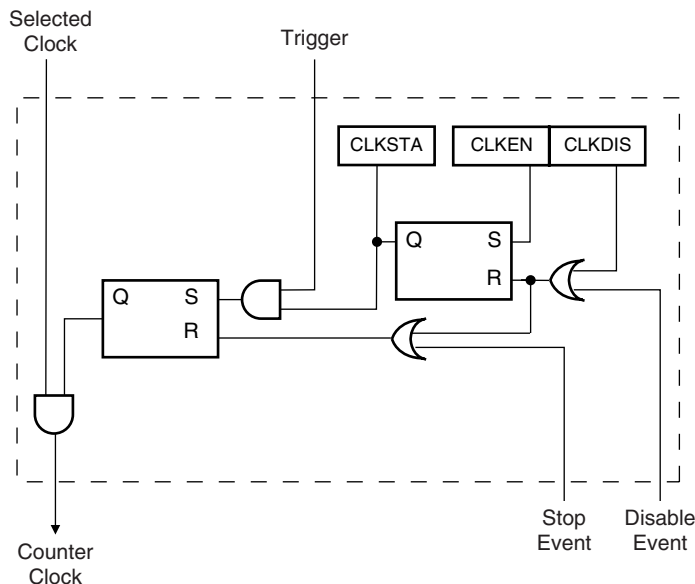 Selected
Clock
Trigger
CLKSTA
CLKEN
CLKDIS
Q
S
R
Q
S
R
Stop
Event
Disable
Event
Counter
Clock